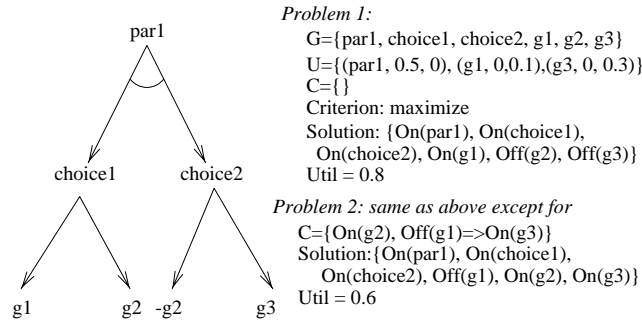 par1
choice1 choice2
g1 g2 -g2 g3
Problem 1:
G={par1, choice1, choice2, g1, g2, g3}
U={(par1, 0.5, 0), (g1, 0,0.1),(g3, 0, 0.3)}
C={}
Criterion: maximize
Solution: {On(par1), On(choice1),
On(choice2), On(g1), Off(g2), Off(g3)}
Util = 0.8
Problem 2: same as above except for
C={On(g2), Off(g1)=>On(g3)}
Solution:{On(par1), On(choice1),
On(choice2), Off(g1), On(g2), On(g3)}
Util = 0.6